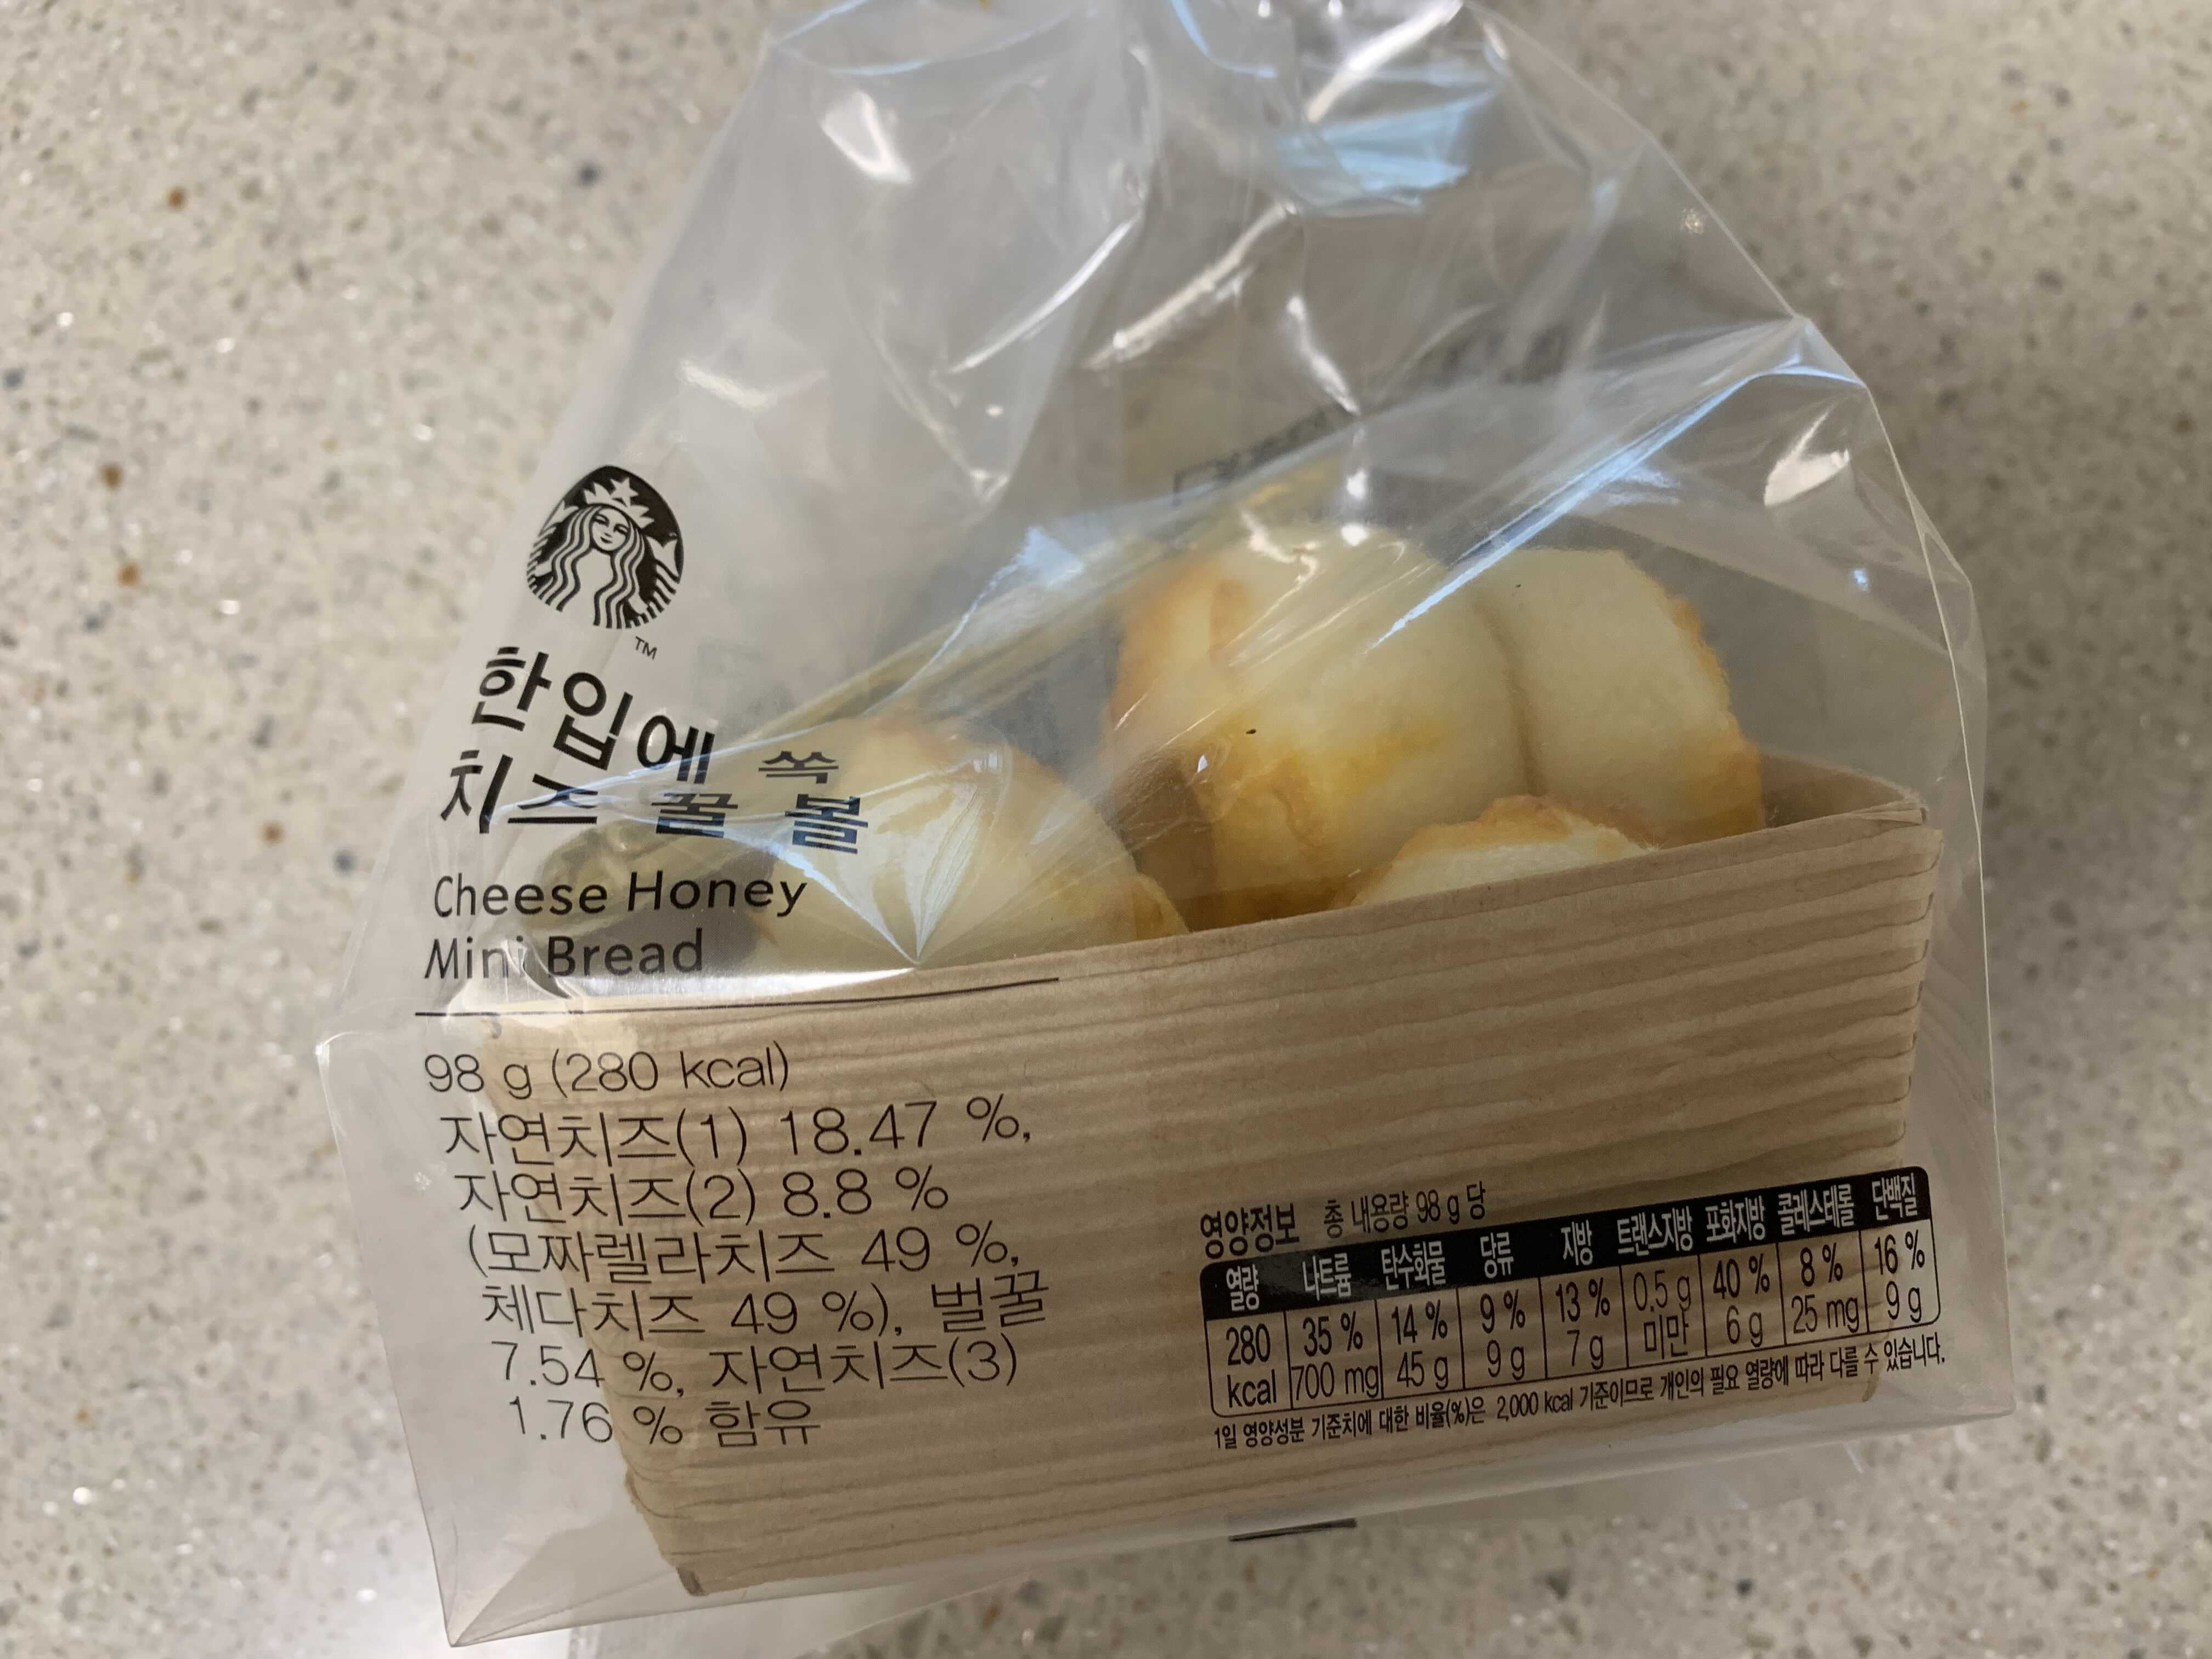 TM
한입에 쏙
치즈 꿀 볼
Cheese Honey
Mini Bread
98 g (280 kcal)
자연치즈(1) 18.47 %,
자연치즈(2) 8.8 %
(모짜렐라치즈 49 %,
체다치즈 49 %), 벌꿀
7.54 %, 자연치즈(3)
1.76 % 함유
영양정보 총 내용량 98 g 당
열량 나트륨 탄수화물 당류 지방 트랜스지방 포화지방 콜레스테롤 단백질
280 35 % 14 % 9 % 13 % 0.5 g 40 % 8 % 16 %
kcal 700 mg 45 g 9 g 7 g 미만 6 g 25 mg 9 g
1일 영양성분 기준치에 대한 비율(%)은 2,000 kcal 기준이므로 개인의 필요 열량에 따라 다를 수 있습니다.